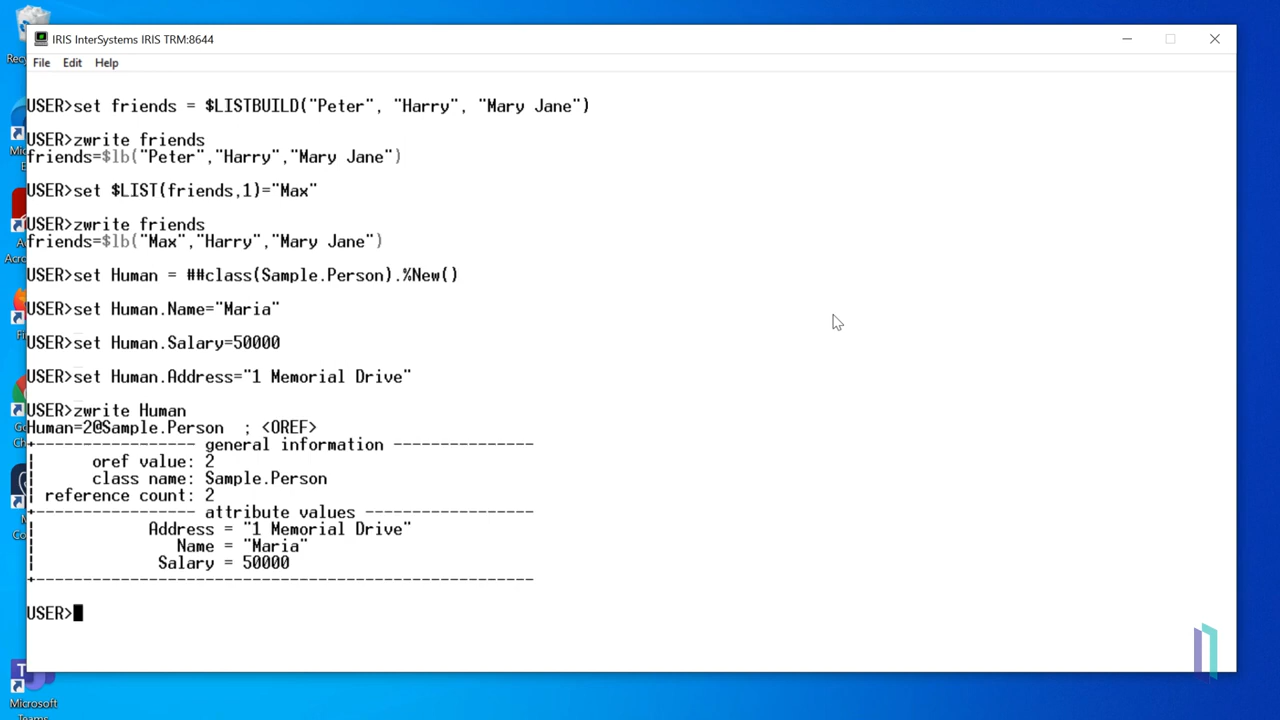 IRIS InterSystems IRIS TRM:8644
File Edit Help
USER>set friends = $LISTBUILD("Peter", "Harry", "Mary Jane")
USER>zwrite friends
friends=$lb("Peter","Harry","Mary Jane")
USER>set $LIST(friends,1)="Max"
USER>zwrite friends
friends=$lb("Max","Harry","Mary Jane")
USER>set Human = ##class(Sample.Person).%New()
USER>set Human.Name="Maria"
USER>set Human.Salary=50000
USER>set Human.Address="1 Memorial Drive"
USER>zwrite Human
Human=2@Sample.Person  ; <OREF>
+----------------- general information ---------------
|      oref value: 2
|      class name: Sample.Person
| reference count: 2
+----------------- attribute values ------------------
|            Address = "1 Memorial Drive"
|               Name = "Maria"
|             Salary = 50000
+-----------------------------------------------------
USER>
Microsoft
Teams